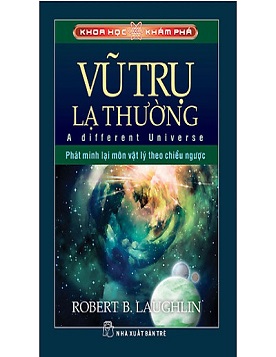 KHOA HỌC KHÁM PHÁ
VŨ TRỤ
LẠ THƯỜNG
A different Universe
Phát minh lại môn vật lý theo chiều ngược
ROBERT B. LAUGHLIN
NHÀ XUẤT BẢN TRẺ